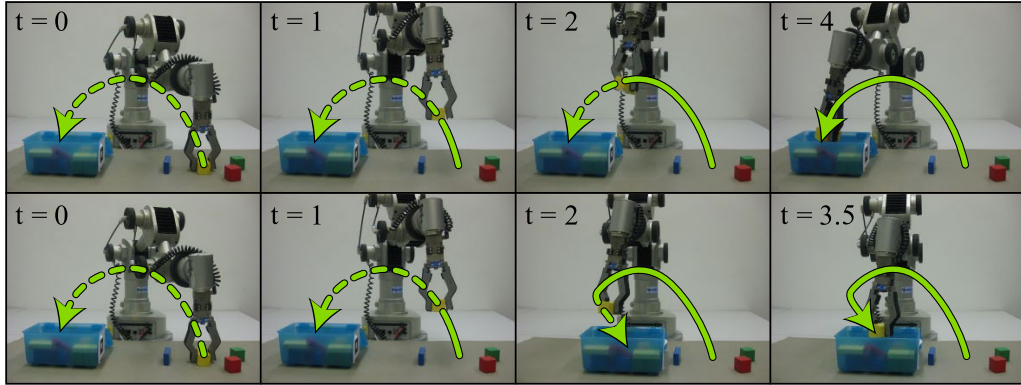 t = 0
t = 1
t = 2
t = 4
t = 0
t = 1
t = 2
t = 3.5